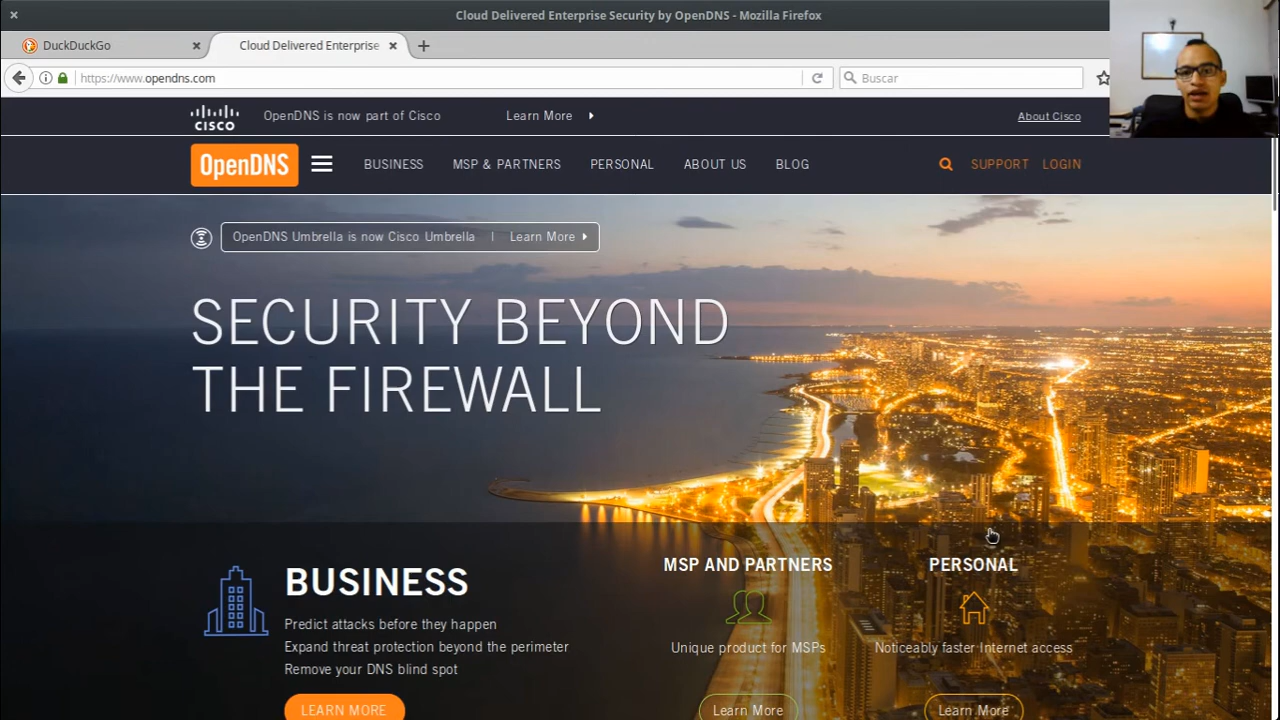 Cloud Delivered Enterprise Security by OpenDNS - Mozilla Firefox
DuckDuckGo
Cloud Delivered Enterprise
https://www.opendns.com
Buscar
CISCO
OpenDNS is now part of Cisco
Learn More
About Cisco
OpenDNS
BUSINESS
MSP & PARTNERS
PERSONAL
ABOUT US
BLOG
SUPPORT
LOGIN
OpenDNS Umbrella is now Cisco Umbrella | Learn More
SECURITY BEYOND
THE FIREWALL
BUSINESS
Predict attacks before they happen
Expand threat protection beyond the perimeter
Remove your DNS blind spot
LEARN MORE
MSP AND PARTNERS
Unique product for MSPs
Learn More
PERSONAL
Noticeably faster Internet access
Learn More